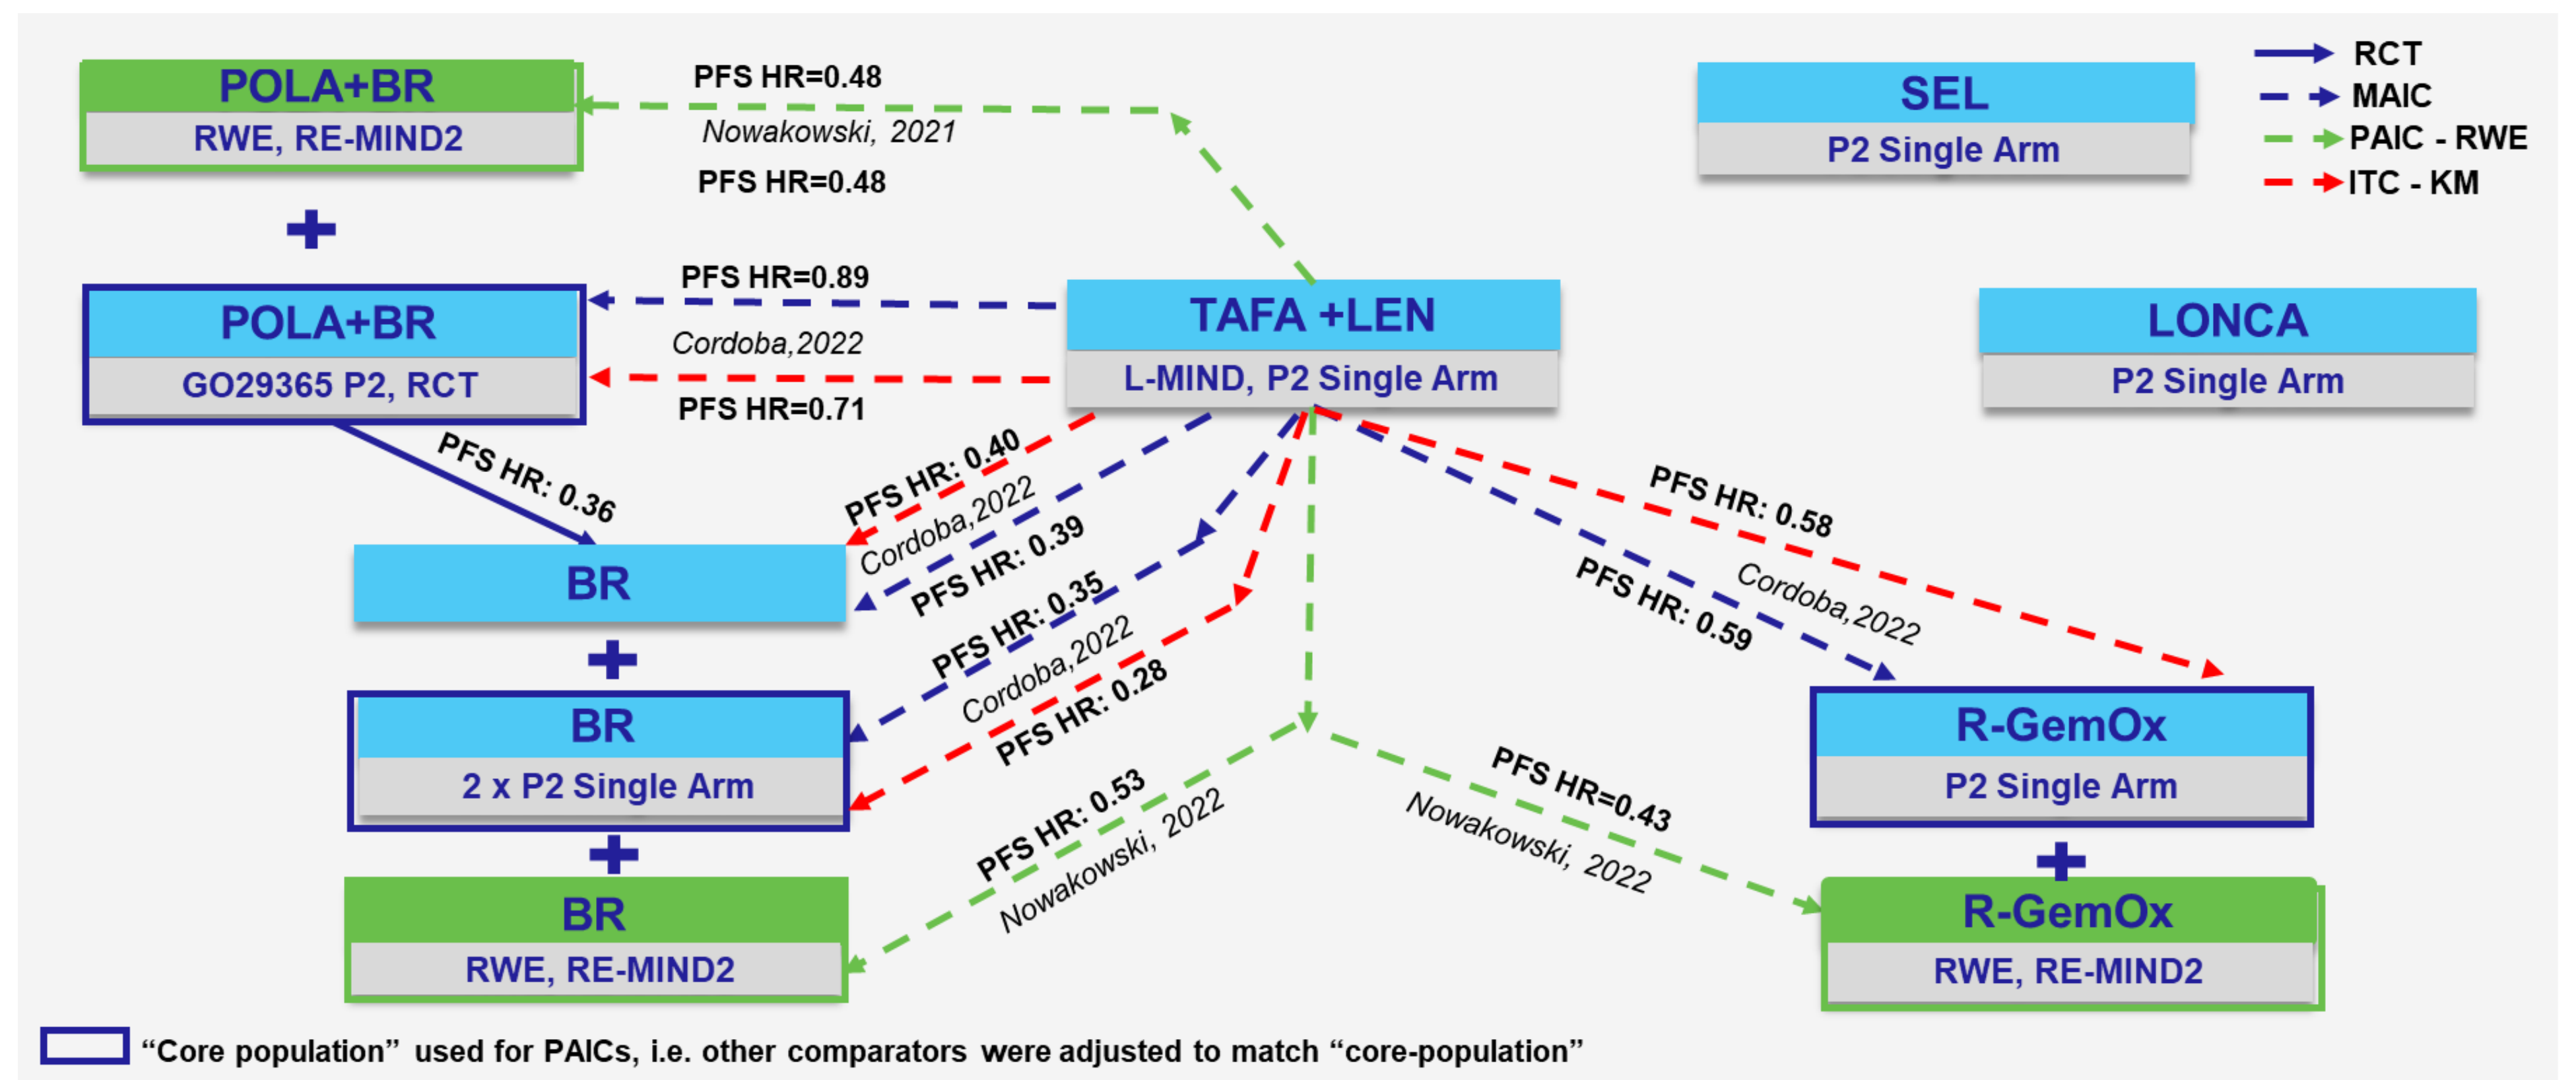 POLA+BR
RWE, RE-MIND2
PFS HR=0.48
Nowakowski, 2021
PFS HR=0.48
SEL
P2 Single Arm
RCT
MAIC
PAIC - RWE
ITC - KM
POLA+BR
GO29365 P2, RCT
PFS HR=0.89
Cordoba,2022
PFS HR=0.71
TAFA +LEN
L-MIND, P2 Single Arm
LONCA
P2 Single Arm
PFS HR: 0.36
PFS HR: 0.40
Cordoba,2022
PFS HR: 0.39
PFS HR: 0.35
Cordoba,2022
PFS HR: 0.28
PFS HR: 0.58
Cordoba,2022
PFS HR: 0.59
BR
BR
2 x P2 Single Arm
R-GemOx
P2 Single Arm
PFS HR: 0.53
Nowakowski, 2022
PFS HR=0.43
Nowakowski, 2022
BR
RWE, RE-MIND2
R-GemOx
RWE, RE-MIND2
“Core population” used for PAICs, i.e. other comparators were adjusted to match “core-population”